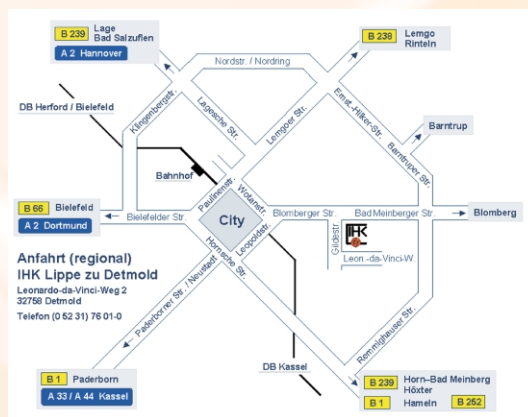 B 239
Lage
Bad Salzuflen
A 2 Hannover
B 238
Lemgo
Rinteln
Nordstr. / Nordring
DB Herford / Bielefeld
Klingenbergstr.
Lagesche Str.
Lemgoer Str.
Ernst-Hilker-Str.
Barntrup
Barntruper Str.
Bahnhof
Paulinenstr.
Wotanstr.
B 66
Bielefeld
A 2 Dortmund
Bielefelder Str.
City
Blomberger Str.
Bad Meinberger Str.
Blomberg
Leopoldstr.
Hornsche Str.
Gildestr.
IHK
Leon.-da-Vinci-W
Anfahrt (regional)
IHK Lippe zu Detmold
Leonardo-da-Vinci-Weg 2
32758 Detmold
Telefon (0 52 31) 76 01-0
Paderborner Str. / Neustadt
Remmighauser Str.
DB Kassel
B 1
Paderborn
A 33 / A 44 Kassel
B 239
Horn–Bad Meinberg
Höxter
B 1
Hameln
B 252